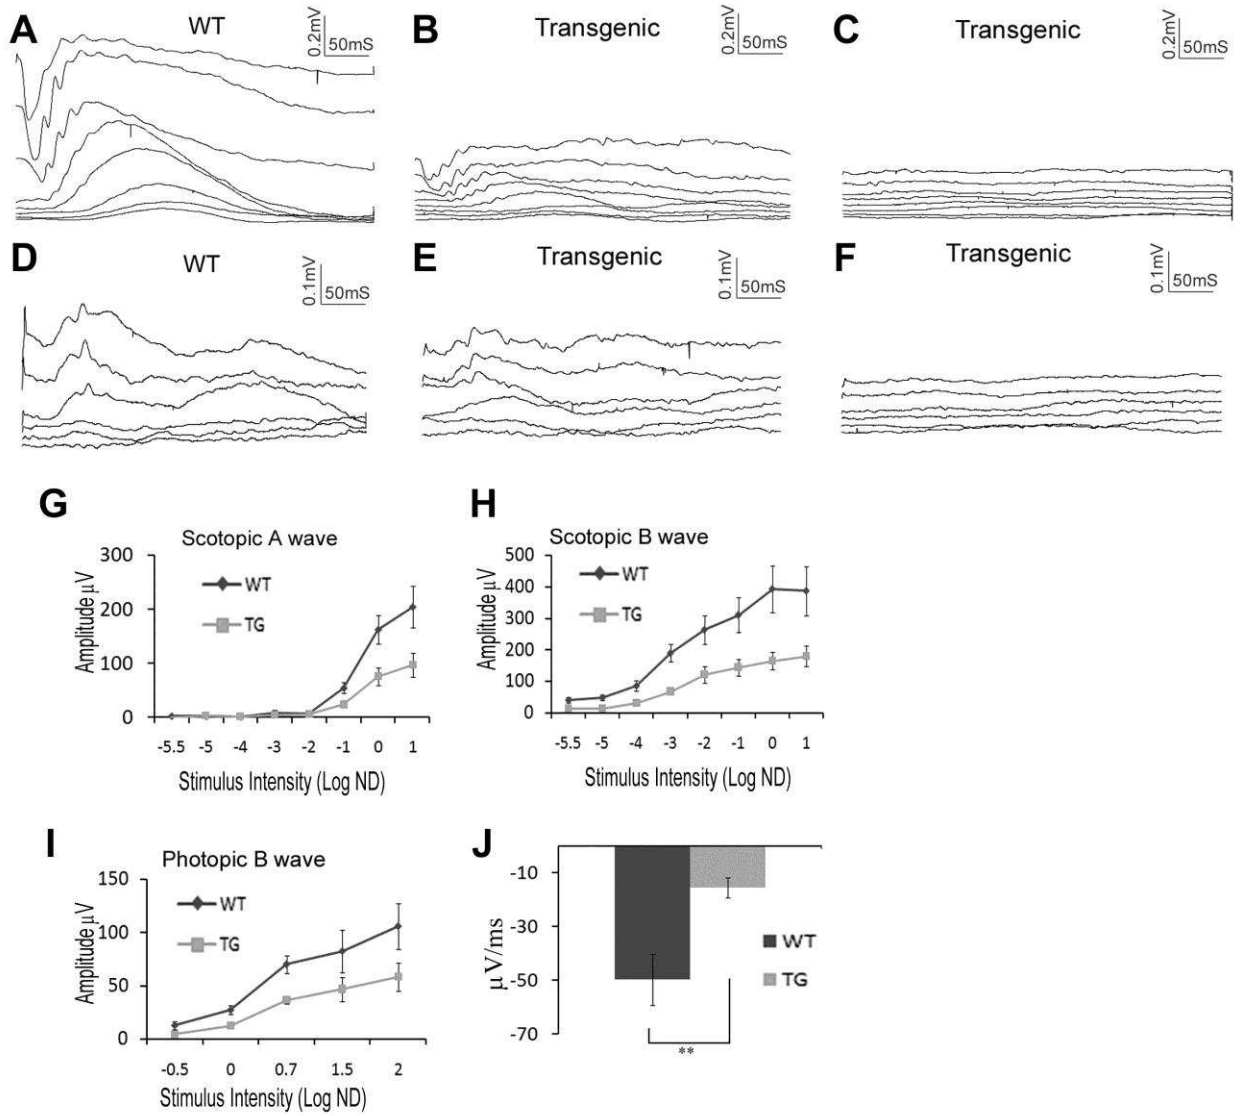 A WT 0.2mV 50mS
B Transgenic 0.2mV 50mS
C Transgenic 0.2mV 50mS
D WT 0.1mV 50mS
E Transgenic 0.1mV 50mS
F Transgenic 0.1mV 50mS
G
Scotopic A wave
Amplitude µV
300
200
100
0
WT
TG
-5.5 -5 -4 -3 -2 -1 0 1
Stimulus Intensity (Log ND)
H
Scotopic B wave
Amplitude µV
500
400
300
200
100
0
WT
TG
-5.5 -5 -4 -3 -2 -1 0 1
Stimulus Intensity (Log ND)
I
Photopic B wave
Amplitude µV
150
100
50
0
WT
TG
-0.5 0 0.7 1.5 2
Stimulus Intensity (Log ND)
J
µV/ms
-10
-30
-50
-70
WT
TG
**